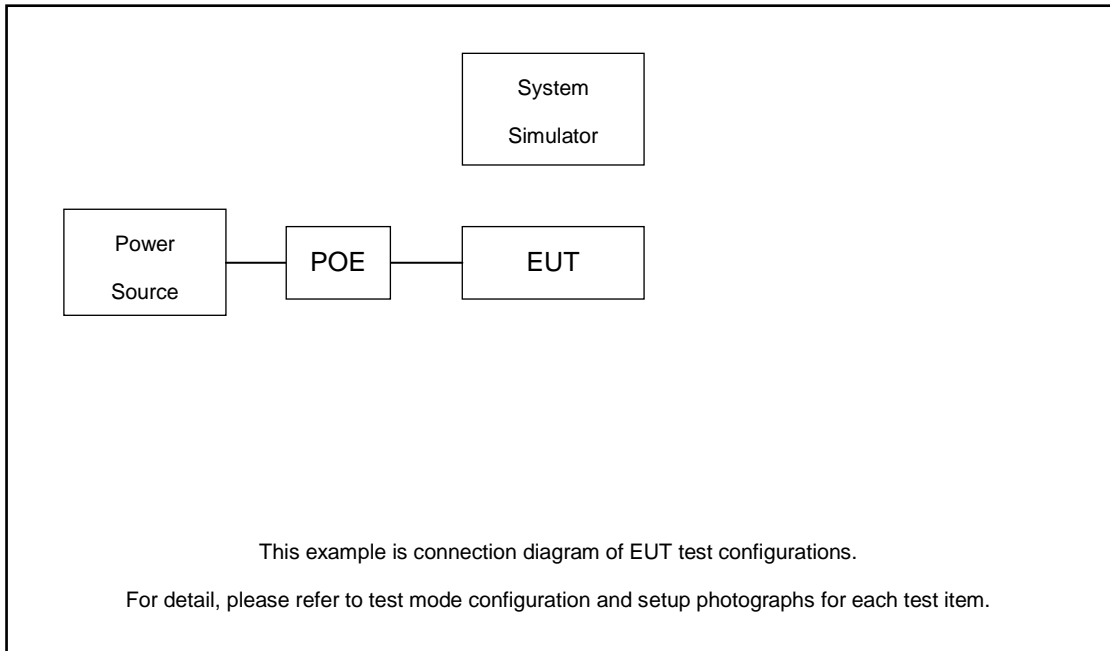 System
Simulator
Power
Source
POE
EUT
This example is connection diagram of EUT test configurations.
For detail, please refer to test mode configuration and setup photographs for each test item.